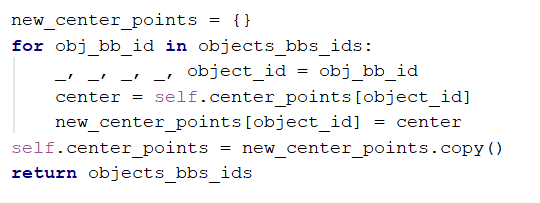 new_center_points = {}
for obj_bb_id in objects_bbs_ids:
    _, _, _, _, object_id = obj_bb_id
    center = self.center_points[object_id]
    new_center_points[object_id] = center
self.center_points = new_center_points.copy()
return objects_bbs_ids